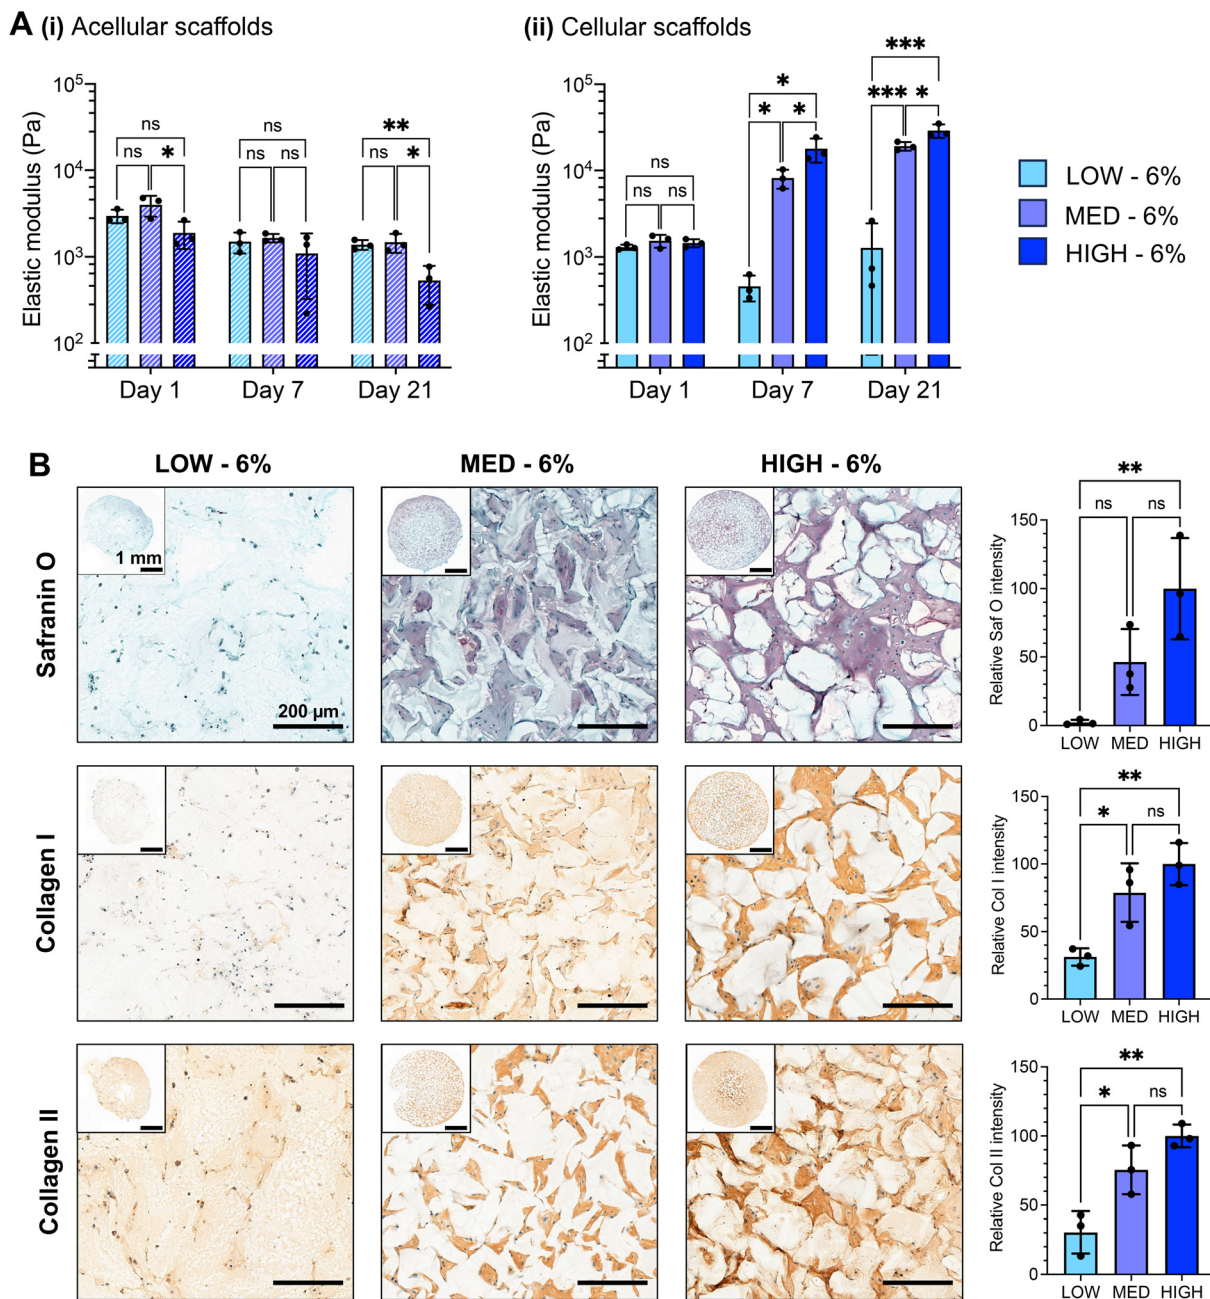 A (i) Acellular scaffolds
(ii) Cellular scaffolds
Elastic modulus (Pa)
10⁵
10⁴
10³
10²
ns
ns
*
ns
ns
ns
**
ns
*
Day 1
Day 7
Day 21
Elastic modulus (Pa)
10⁵
10⁴
10³
10²
ns
ns
ns
*
*
*
***
***
*
Day 1
Day 7
Day 21
LOW - 6%
MED - 6%
HIGH - 6%
B
LOW - 6%
MED - 6%
HIGH - 6%
Safranin O
1 mm
200 µm
Relative Saf O intensity
150
100
50
0
**
ns
ns
LOW
MED
HIGH
Collagen I
Relative Col I intensity
150
100
50
0
**
*
ns
LOW
MED
HIGH
Collagen II
Relative Col II intensity
150
100
50
0
**
*
ns
LOW
MED
HIGH